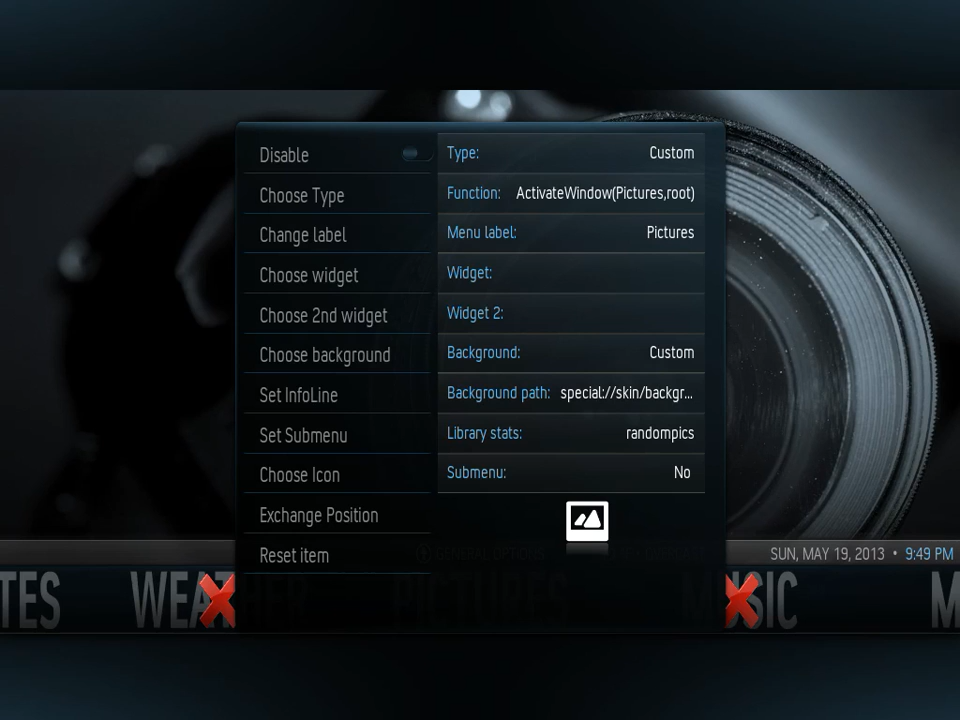 Disable
Choose Type
Change label
Choose widget
Choose 2nd widget
Choose background
Set InfoLine
Set Submenu
Choose Icon
Exchange Position
Reset item
Type: Custom
Function: ActivateWindow(Pictures,root)
Menu label: Pictures
Widget:
Widget 2:
Background: Custom
Background path: special://skin/backgr...
Library stats: randompics
Submenu: No
GENERAL OPTIONS
SUN, MAY 19, 2013 • 9:49 PM
TES WEATHER PICTURES MUSIC M